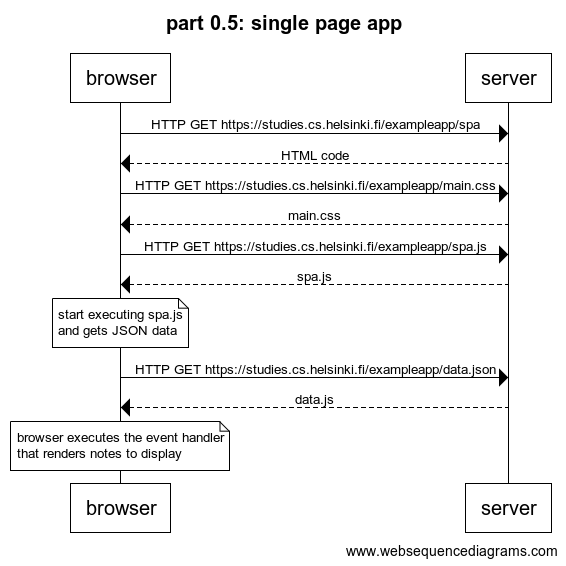 part 0.5: single page app
browser
server
HTTP GET https://studies.cs.helsinki.fi/exampleapp/spa
HTML code
HTTP GET https://studies.cs.helsinki.fi/exampleapp/main.css
main.css
HTTP GET https://studies.cs.helsinki.fi/exampleapp/spa.js
spa.js
start executing spa.js
and gets JSON data
HTTP GET https://studies.cs.helsinki.fi/exampleapp/data.json
data.js
browser executes the event handler
that renders notes to display
browser
server
www.websequencediagrams.com